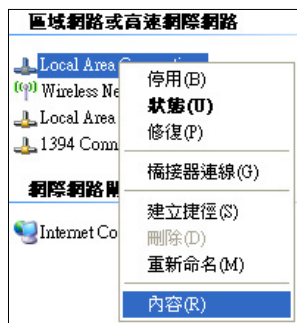 區域網路或高速網際網路
Local Area
Wireless Ne
Local Area
1394 Conn
網際網路
Internet Co
停用(B)
狀態(U)
修復(P)
橋接器連線(G)
建立捷徑(S)
刪除(D)
重新命名(M)
內容(R)